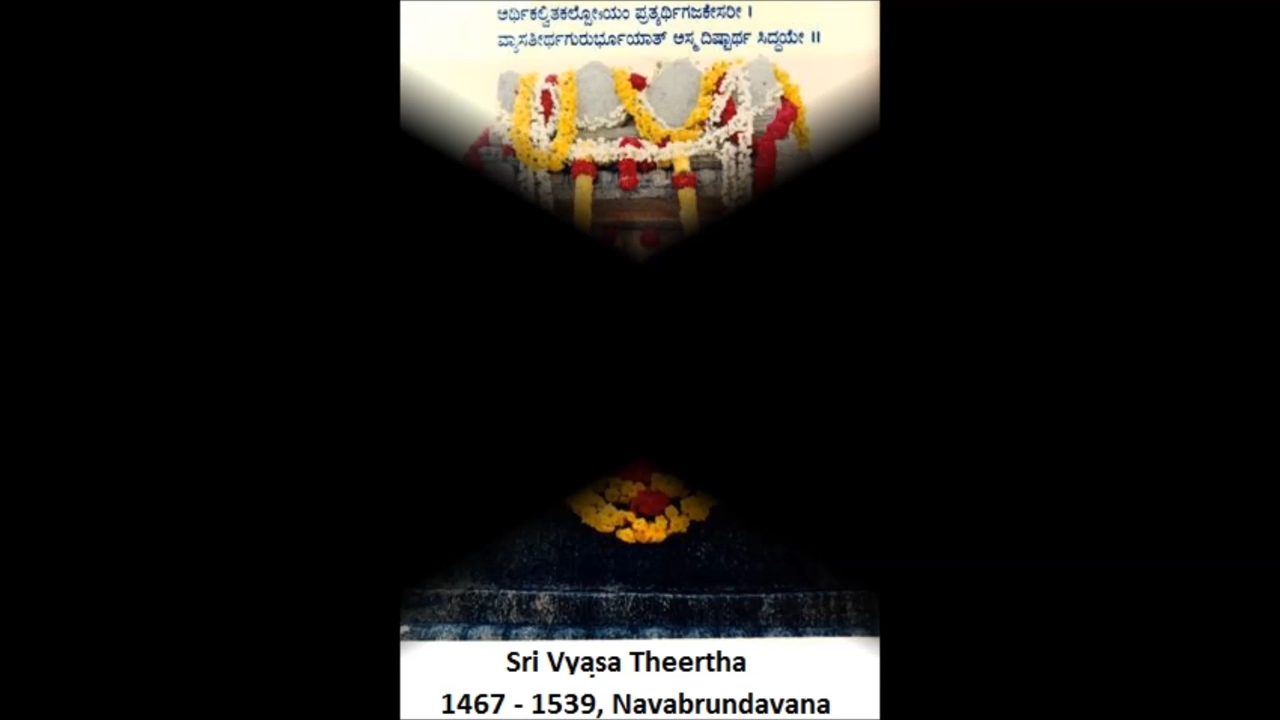 ಅರ್ಥಿಕಲ್ಪಿತಕಲ್ಪೋಽಯಂ ಪ್ರತ್ಯರ್ಥಿಗಜಕೇಸರೀ ।
ವ್ಯಾಸತೀರ್ಥಗುರುರ್ಭೂಯಾತ್ ಅಸ್ಮದಿಷ್ಟಾರ್ಥ ಸಿದ್ಧಯೇ ॥
Sri Vyasa Theertha
1467 - 1539, Navabrundavana